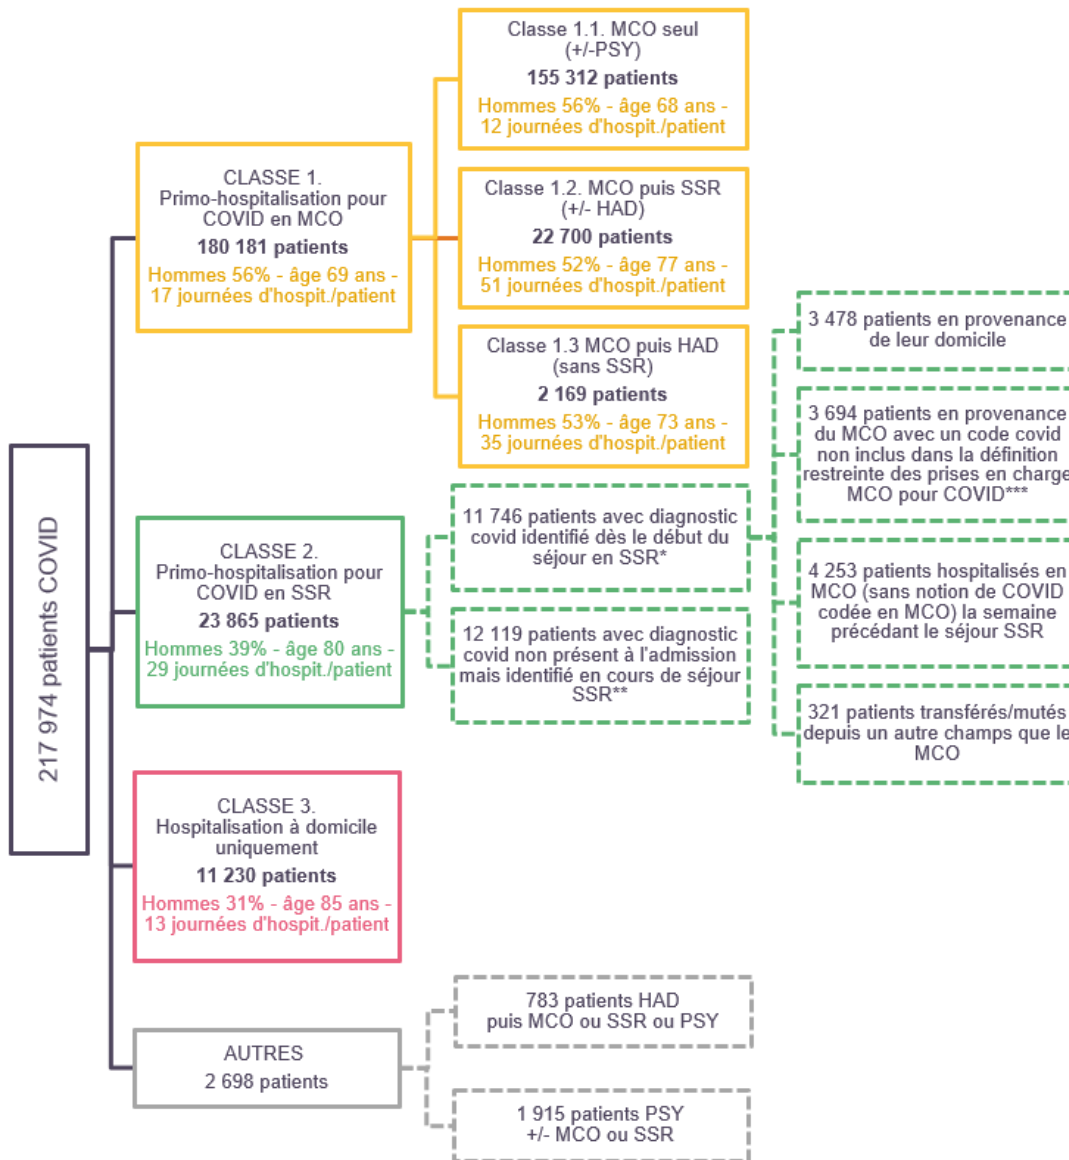 217 974 patients COVID
CLASSE 1.
Primo-hospitalisation pour
COVID en MCO
180 181 patients
Hommes 56% - âge 69 ans -
17 journées d'hospit./patient
Classe 1.1. MCO seul
(+/-PSY)
155 312 patients
Hommes 56% - âge 68 ans -
12 journées d'hospit./patient
Classe 1.2. MCO puis SSR
(+/- HAD)
22 700 patients
Hommes 52% - âge 77 ans -
51 journées d'hospit./patient
Classe 1.3 MCO puis HAD
(sans SSR)
2 169 patients
Hommes 53% - âge 73 ans -
35 journées d'hospit./patient
CLASSE 2.
Primo-hospitalisation pour
COVID en SSR
23 865 patients
Hommes 39% - âge 80 ans -
29 journées d'hospit./patient
11 746 patients avec diagnostic
covid identifié dès le début du
séjour en SSR*
12 119 patients avec diagnostic
covid non présent à l'admission
mais identifié en cours de séjour
SSR**
3 478 patients en provenance
de leur domicile
3 694 patients en provenance
du MCO avec un code covid
non inclus dans la définition
restreinte des prises en charge
MCO pour COVID***
4 253 patients hospitalisés en
MCO (sans notion de COVID
codée en MCO) la semaine
précédant le séjour SSR
321 patients transférés/mutés
depuis un autre champs que le
MCO
CLASSE 3.
Hospitalisation à domicile
uniquement
11 230 patients
Hommes 31% - âge 85 ans -
13 journées d'hospit./patient
AUTRES
2 698 patients
783 patients HAD
puis MCO ou SSR ou PSY
1 915 patients PSY
+/- MCO ou SSR